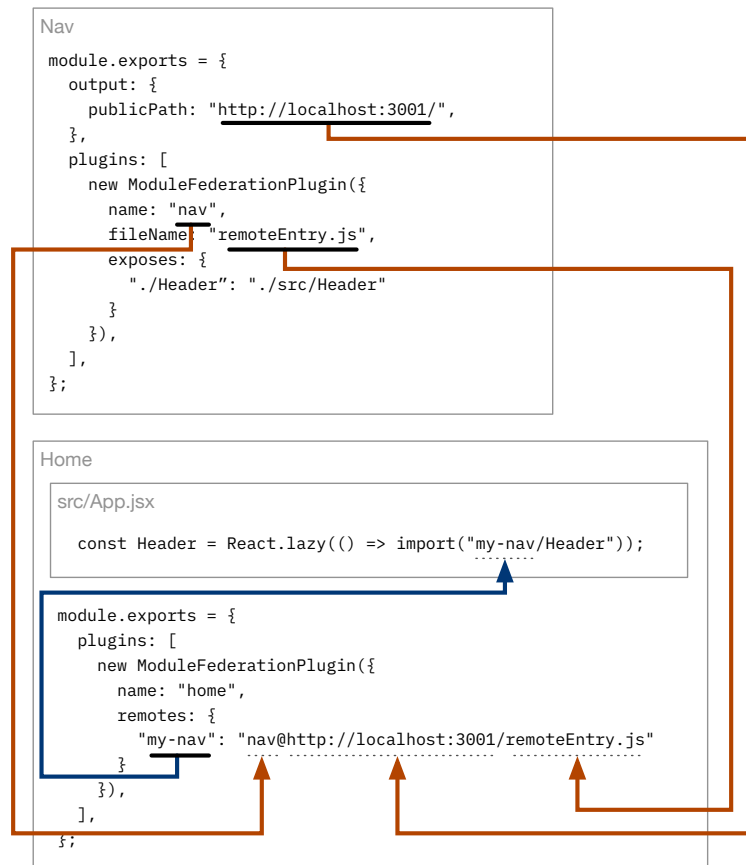 Nav
module.exports = {
output: {
publicPath: "http://localhost:3001/",
},
plugins: [
new ModuleFederationPlugin({
name: "nav",
fileName: "remoteEntry.js",
exposes: {
"./Header”: "./src/Header"
}
}),
],
};
Home
src/App.jsx
const Header = React.lazy(() => import("my-nav/Header"));
module.exports = {
plugins: [
new ModuleFederationPlugin({
name: "home",
remotes: {
"my-nav": "nav@http://localhost:3001/remoteEntry.js"
}
}),
],
};